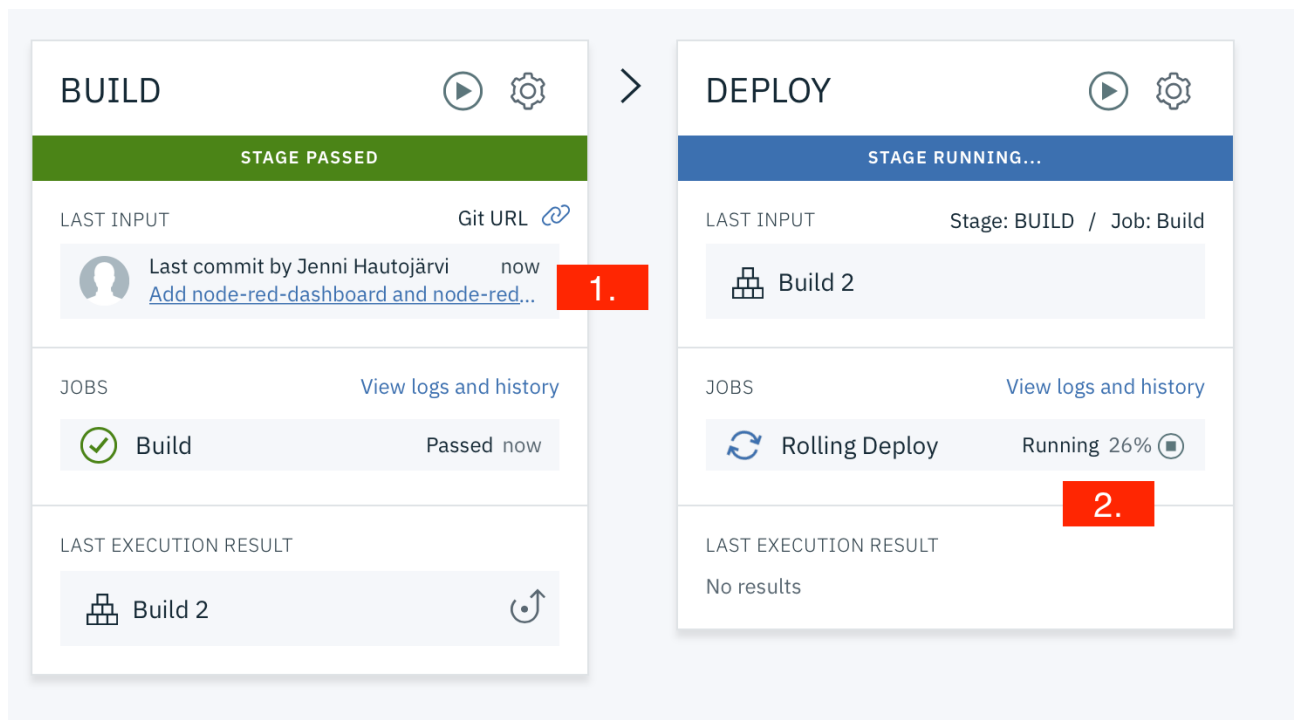 BUILD
STAGE PASSED
LAST INPUT Git URL
Last commit by Jenni Hautojärvi now
Add node-red-dashboard and node-red...
1.
JOBS View logs and history
Build Passed now
LAST EXECUTION RESULT
Build 2
DEPLOY
STAGE RUNNING...
LAST INPUT Stage: BUILD / Job: Build
Build 2
JOBS View logs and history
Rolling Deploy Running 26%
2.
LAST EXECUTION RESULT
No results